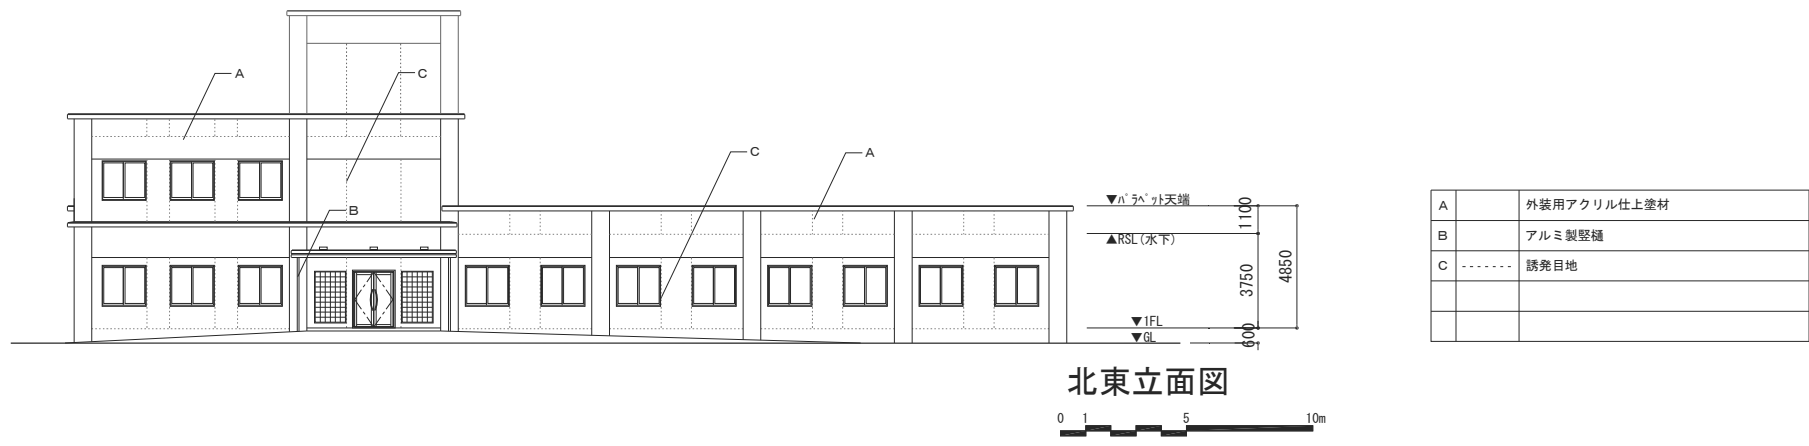 A
C
C
A
B
▼パラペット天端
▲RSL(水下)
1100
3750
4850
▼1FL
▼GL
600
A 外装用アクリル仕上塗材
B アルミ製竪樋
C 誘発目地
北東立面図
0 1 5 10m